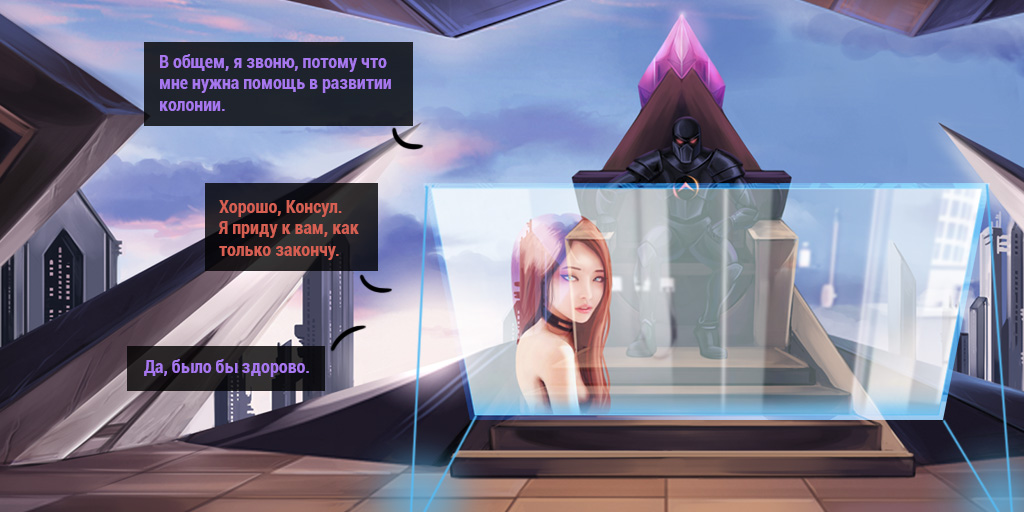 В общем, я звоню, потому что
мне нужна помощь в развитии
колонии.
Хорошо, Консул.
Я приду к вам, как
только закончу.
Да, было бы здорово.